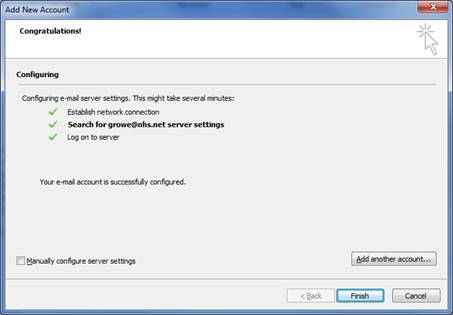 Add New Account
Congratulations!
Configuring
Configuring e-mail server settings. This might take several minutes:
Establish network connection
Search for growe@nhs.net server settings
Log on to server
Your e-mail account is successfully configured.
Manually configure server settings
Add another account...
< Back
Finish
Cancel